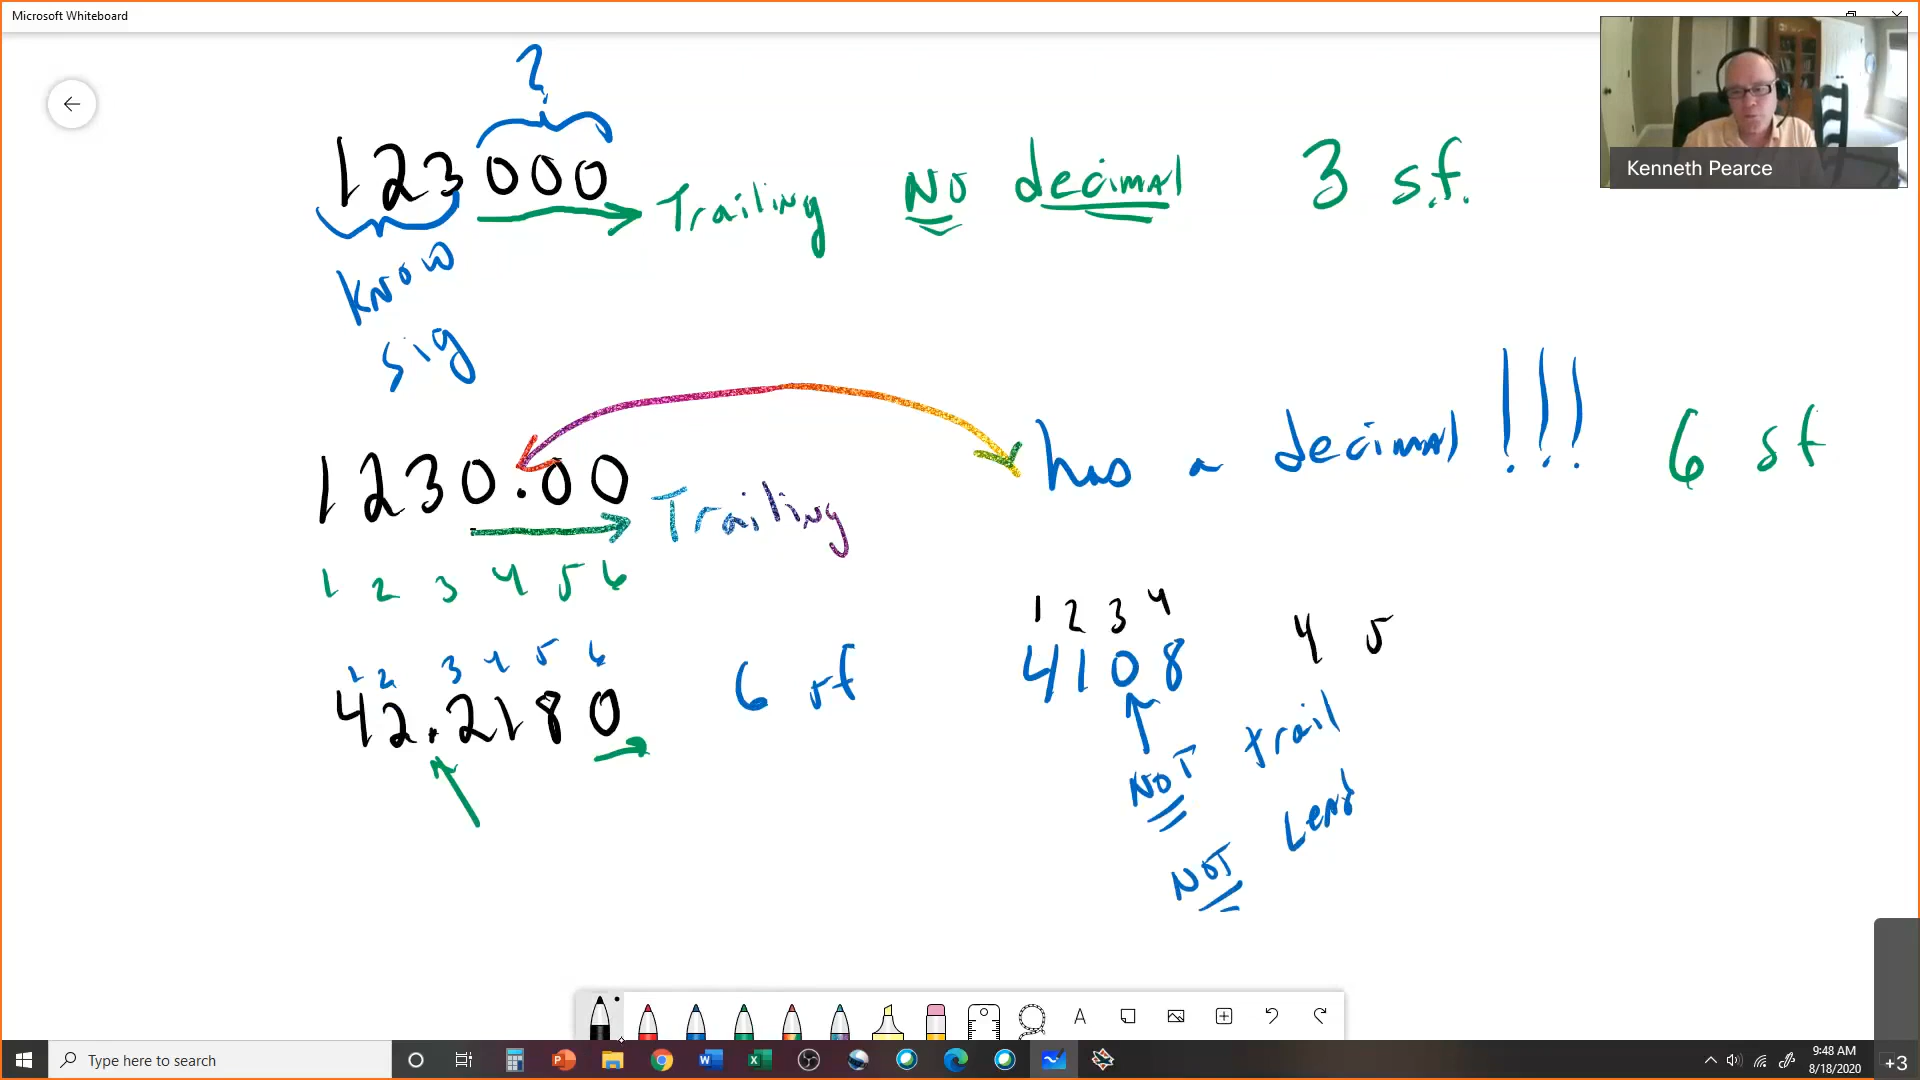 Microsoft Whiteboard
?
123000 Trailing NO decimal 3 s.f.
Kenneth Pearce
know
sig
1230.00 Trailing has a decimal!!! 6 sf
1 2 3 4 5 6
1 2 3 4 5 6
42.2180 6 sf
1 2 3 4
4108 4 5
NOT trail
NOT Lead
A
Type here to search
9:48 AM
8/18/2020
+3